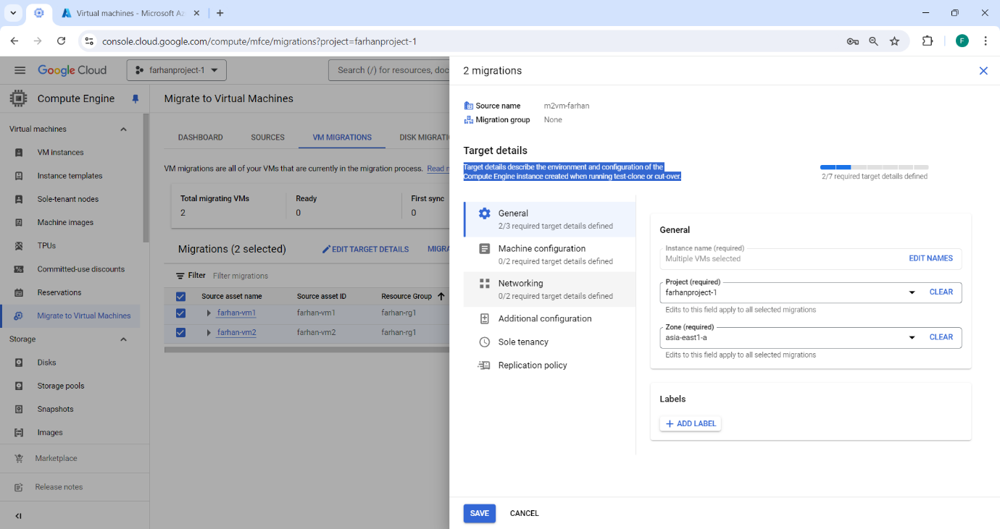 Virtual machines - Microsoft Az
console.cloud.google.com/compute/mfce/migrations?project=farhanproject-1
F
Google Cloud
farhanproject-1
Search (/) for resources, doc
Compute Engine
Virtual machines
VM instances
Instance templates
Sole-tenant nodes
Machine images
TPUs
Committed-use discounts
Reservations
Migrate to Virtual Machines
Storage
Disks
Storage pools
Snapshots
Images
Marketplace
Release notes
Migrate to Virtual Machines
DASHBOARD
SOURCES
VM MIGRATIONS
DISK MIGRATI
VM migrations are all of your VMs that are currently in the migration process. Read
Total migrating VMs
2
Ready
0
First sync
0
Migrations (2 selected)
EDIT TARGET DETAILS
MIGRA
Filter Filter migrations
Source asset name Source asset ID Resource Group
farhan-vm1 farhan-vm1 farhan-rg1
farhan-vm2 farhan-vm2 farhan-rg1
2 migrations
Source name m2vm-farhan
Migration group None
Target details
Target details describe the environment and configuration of the
Compute Engine instance created when running test-clone or cut-over.
2/7 required target details defined
General
2/3 required target details defined
Machine configuration
0/2 required target details defined
Networking
0/2 required target details defined
Additional configuration
Sole tenancy
Replication policy
General
Instance name (required)
Multiple VMs selected
EDIT NAMES
Project (required)
farhanproject-1
CLEAR
Edits to this field apply to all selected migrations
Zone (required)
asia-east1-a
CLEAR
Edits to this field apply to all selected migrations
Labels
ADD LABEL
SAVE
CANCEL